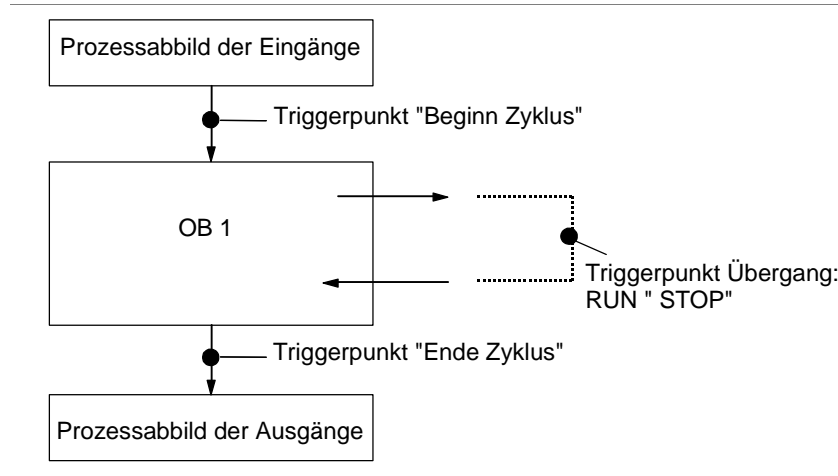 Prozessabbild der Eingänge
Triggerpunkt "Beginn Zyklus"
OB 1
Triggerpunkt Übergang:
RUN " STOP"
Triggerpunkt "Ende Zyklus"
Prozessabbild der Ausgänge